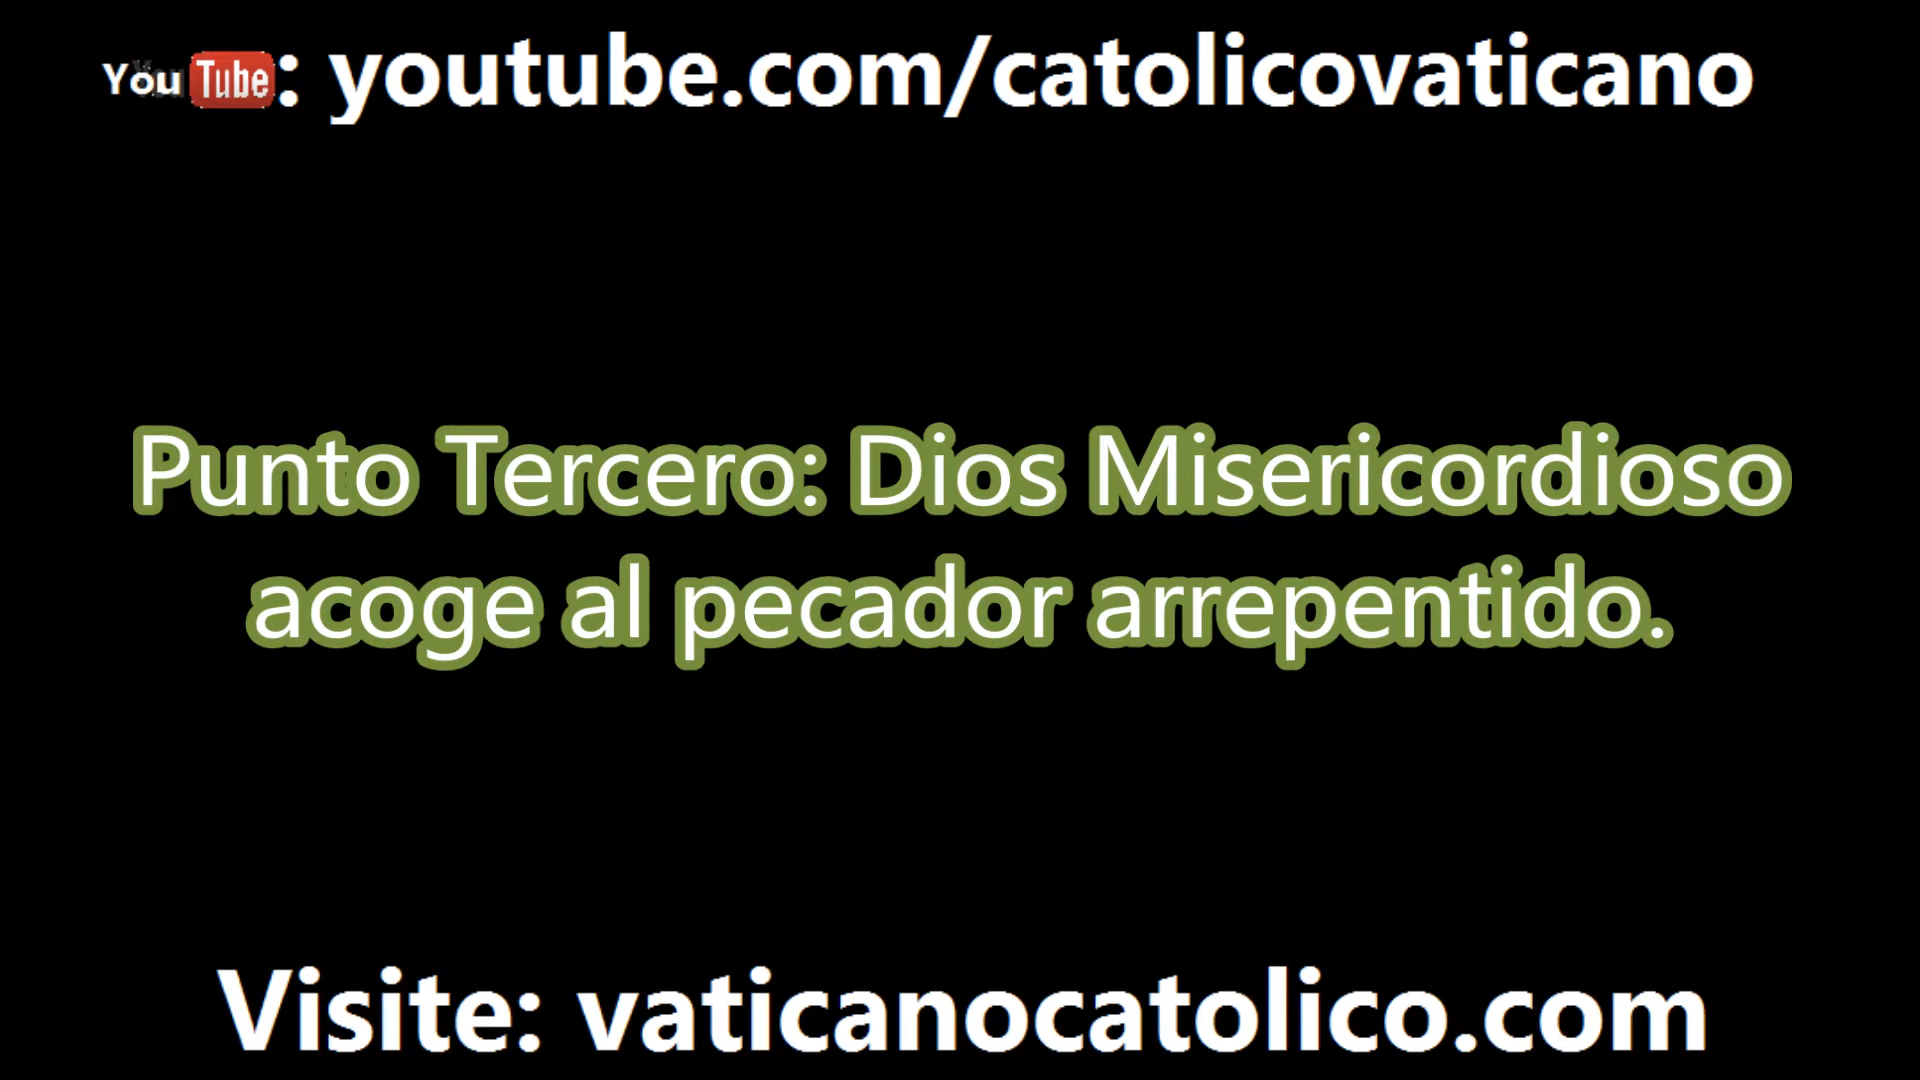 YouTube: youtube.com/catolicovaticano
Punto Tercero: Dios Misericordioso
acoge al pecador arrepentido.
Visite: vaticanocatolico.com